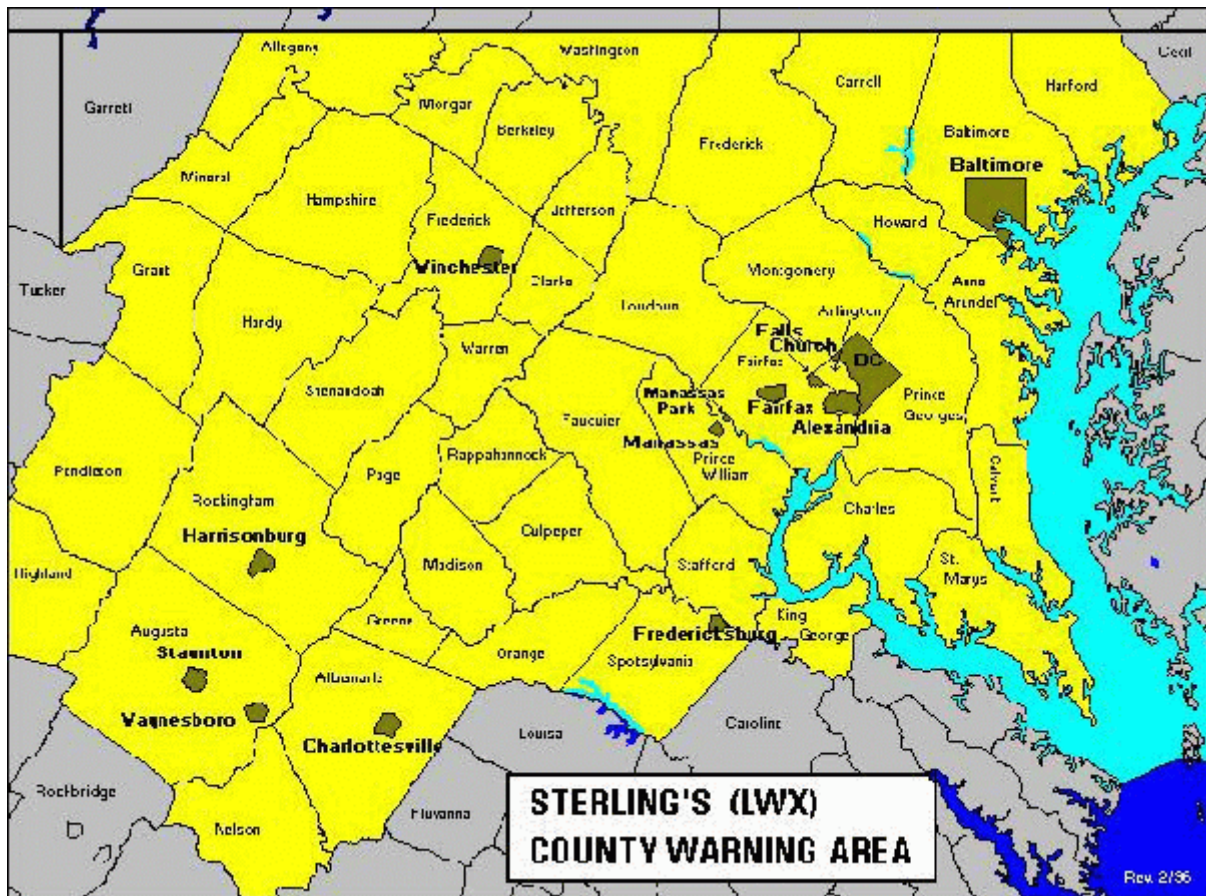 Allegany
Washington
Cecil
Carroll
Harford
Garrett
Morgan
Berkeley
Baltimore
Frederick
Baltimore
Mineral
Hampshire
Frederick
Jefferson
Howard
Winchester
Montgomery
Grant
Clarke
Anne
Arundel
Tucker
Loudoun
Arlington
Hardy
Falls
Church
Warren
Fairfax
DC
Shenandoah
Manassas
Park
Fairfax
Prince
Georges
Fauquier
Alexandria
Manassas
Rappahannock
Prince
William
Pendleton
Page
Calvert
Rockingham
Charles
Harrisonburg
Culpeper
Madison
Stafford
St.
Marys
Highland
Greene
King
George
Augusta
Staunton
Fredericksburg
Orange
Spotsylvania
Albemarle
Waynesboro
Charlottesville
Louisa
Caroline
Rockbridge
Nelson
Fluvanna
STERLING'S (LWX)
COUNTY WARNING AREA
Rev. 2/96